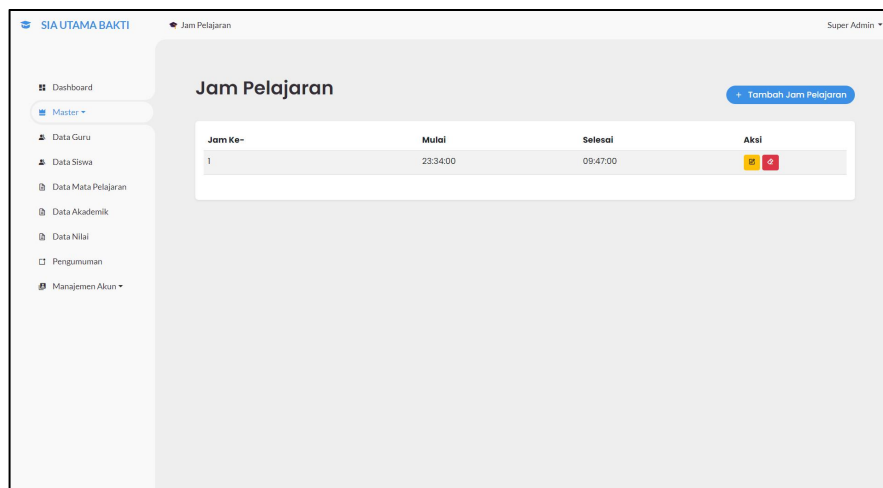 SIA UTAMA BAKTI
Jam Pelajaran
Super Admin
Dashboard
Master
Data Guru
Data Siswa
Data Mata Pelajaran
Data Akademik
Data Nilai
Pengumuman
Manajemen Akun
Jam Pelajaran
+ Tambah Jam Pelajaran
Jam Ke- Mulai Selesai Aksi
1 23:34:00 09:47:00